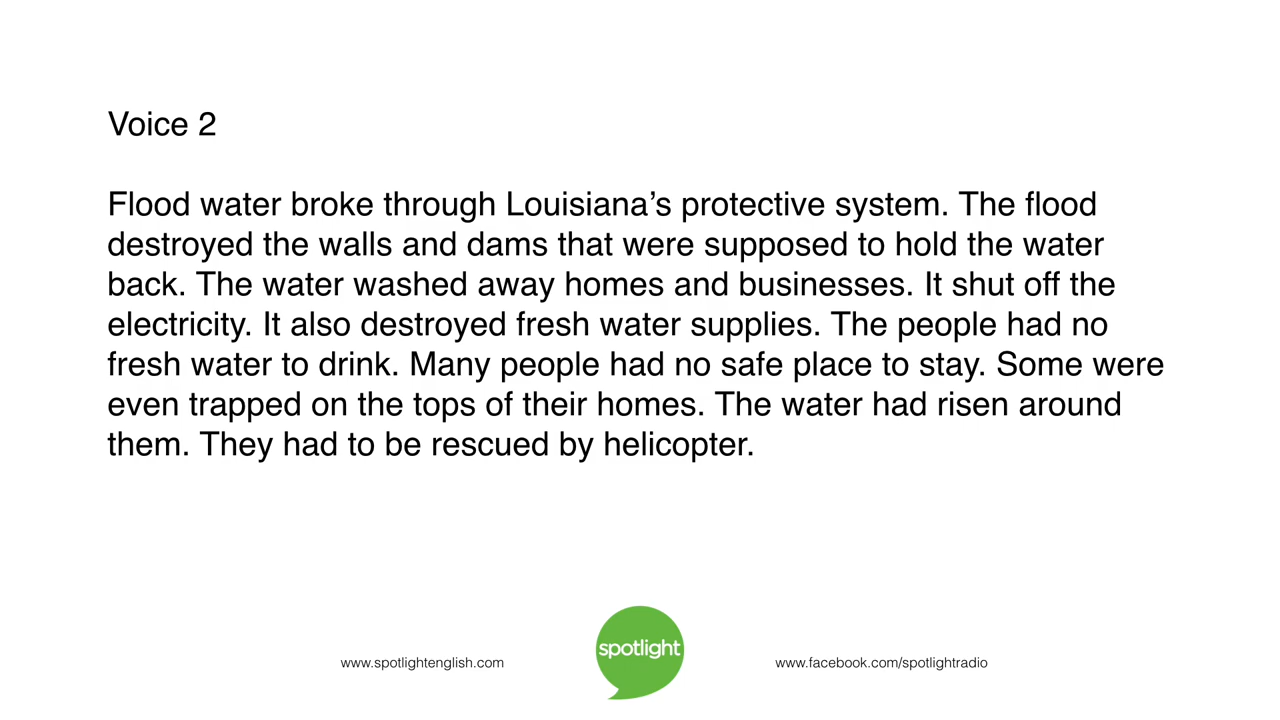 Voice 2
Flood water broke through Louisiana’s protective system. The flood
destroyed the walls and dams that were supposed to hold the water
back. The water washed away homes and businesses. It shut off the
electricity. It also destroyed fresh water supplies. The people had no
fresh water to drink. Many people had no safe place to stay. Some were
even trapped on the tops of their homes. The water had risen around
them. They had to be rescued by helicopter.
www.spotlightenglish.com
spotlight
www.facebook.com/spotlightradio